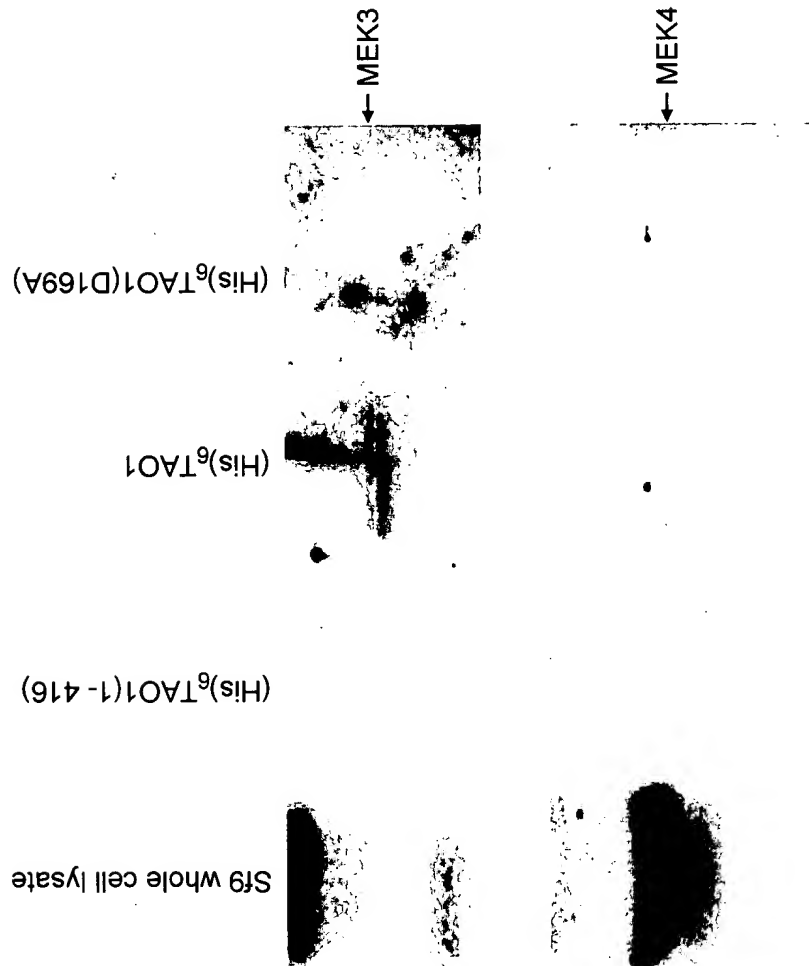 MEK3
MEK4
(His)₆TAO1(D169A)
(His)₆TAO1
(His)₆TAO1(1-416)
Sf9 whole cell lysate